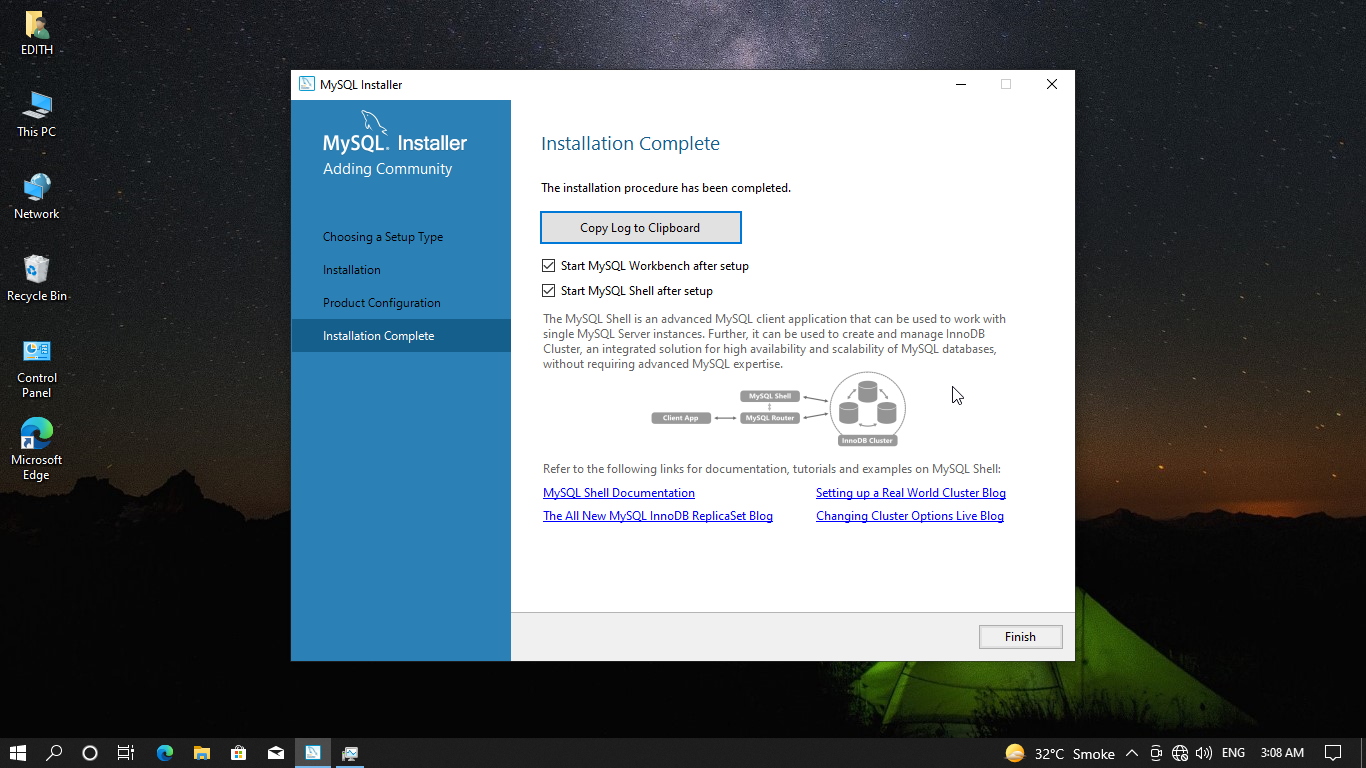 EDITH
This PC
Network
Recycle Bin
Control
Panel
Microsoft
Edge
MySQL Installer
MySQL. Installer
Adding Community
Choosing a Setup Type
Installation
Product Configuration
Installation Complete
Installation Complete
The installation procedure has been completed.
Copy Log to Clipboard
Start MySQL Workbench after setup
Start MySQL Shell after setup
The MySQL Shell is an advanced MySQL client application that can be used to work with
single MySQL Server instances. Further, it can be used to create and manage InnoDB
Cluster, an integrated solution for high availability and scalability of MySQL databases,
without requiring advanced MySQL expertise.
MySQL Shell
Client App
MySQL Router
InnoDB Cluster
Refer to the following links for documentation, tutorials and examples on MySQL Shell:
MySQL Shell Documentation
Setting up a Real World Cluster Blog
The All New MySQL InnoDB ReplicaSet Blog
Changing Cluster Options Live Blog
Finish
32°C Smoke
ENG
3:08 AM